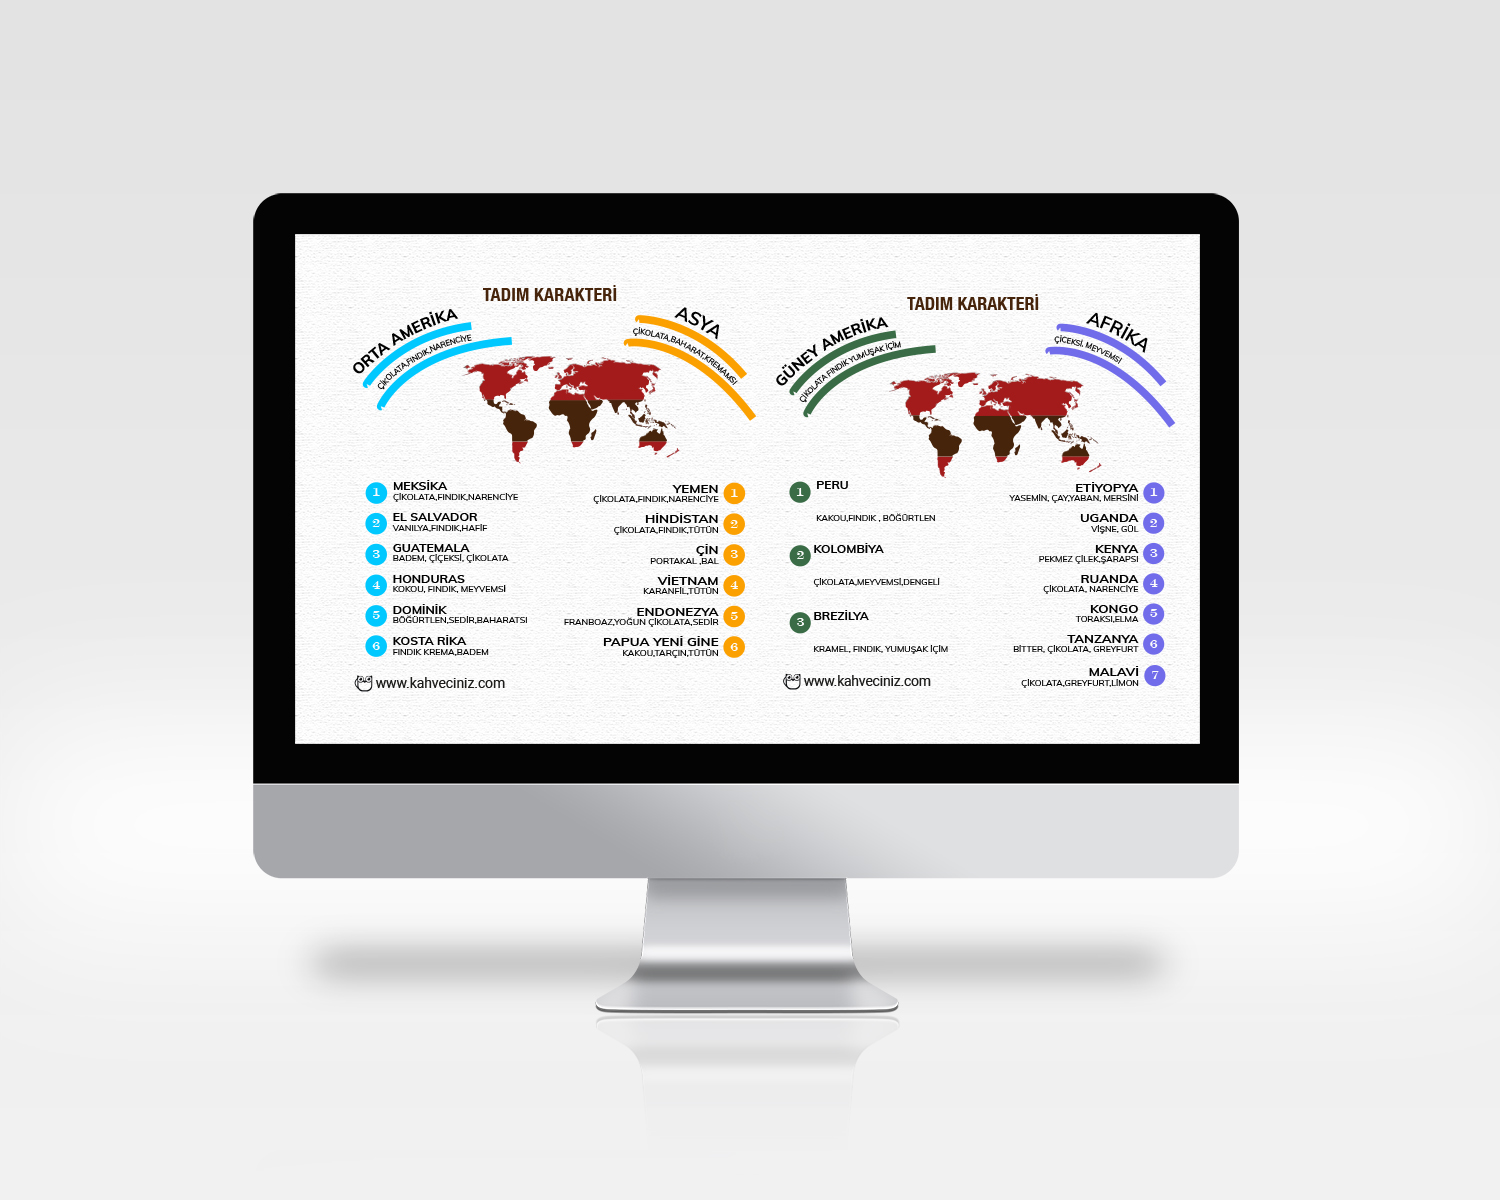 TADIM KARAKTERİ
ORTA AMERİKA
ÇİKOLATA,FINDIK,NARENCİYE
ASYA
ÇİKOLATA,BAHARAT,KREMAMSI
1 MEKSİKA
ÇİKOLATA,FINDIK,NARENCİYE
2 EL SALVADOR
VANILYA,FINDIK,HAFİF
3 GUATEMALA
BADEM, ÇİÇEKSİ, ÇİKOLATA
4 HONDURAS
KOKOU, FINDIK, MEYVEMSİ
5 DOMİNİK
BÖĞÜRTLEN,SEDİR,BAHARATSI
6 KOSTA RİKA
FINDIK KREMA,BADEM
YEMEN 1
ÇİKOLATA,FINDIK,NARENCİYE
HİNDİSTAN 2
ÇİKOLATA,FINDIK,TÜTÜN
ÇİN 3
PORTAKAL ,BAL
VİETNAM 4
KARANFİL,TÜTÜN
ENDONEZYA 5
FRANBOAZ,YOĞUN ÇİKOLATA,SEDİR
PAPUA YENİ GİNE 6
KAKOU,TARÇIN,TÜTÜN
www.kahveciniz.com
TADIM KARAKTERİ
GÜNEY AMERİKA
ÇİKOLATA FINDIK YUMUŞAK İÇİM
AFRİKA
ÇİCEKSİ. MEYVEMSİ
1 PERU
KAKOU,FINDIK , BÖĞÜRTLEN
2 KOLOMBİYA
ÇİKOLATA,MEYVEMSİ,DENGELİ
3 BREZİLYA
KRAMEL, FINDIK, YUMUŞAK İÇİM
ETİYOPYA 1
YASEMİN, ÇAY,YABAN, MERSİNİ
UGANDA 2
VİŞNE, GÜL
KENYA 3
PEKMEZ ÇİLEK,ŞARAPSI
RUANDA 4
ÇİKOLATA, NARENCİYE
KONGO 5
TORAKSI,ELMA
TANZANYA 6
BİTTER, ÇİKOLATA, GREYFURT
MALAVİ 7
ÇİKOLATA,GREYFURT,LİMON
www.kahveciniz.com